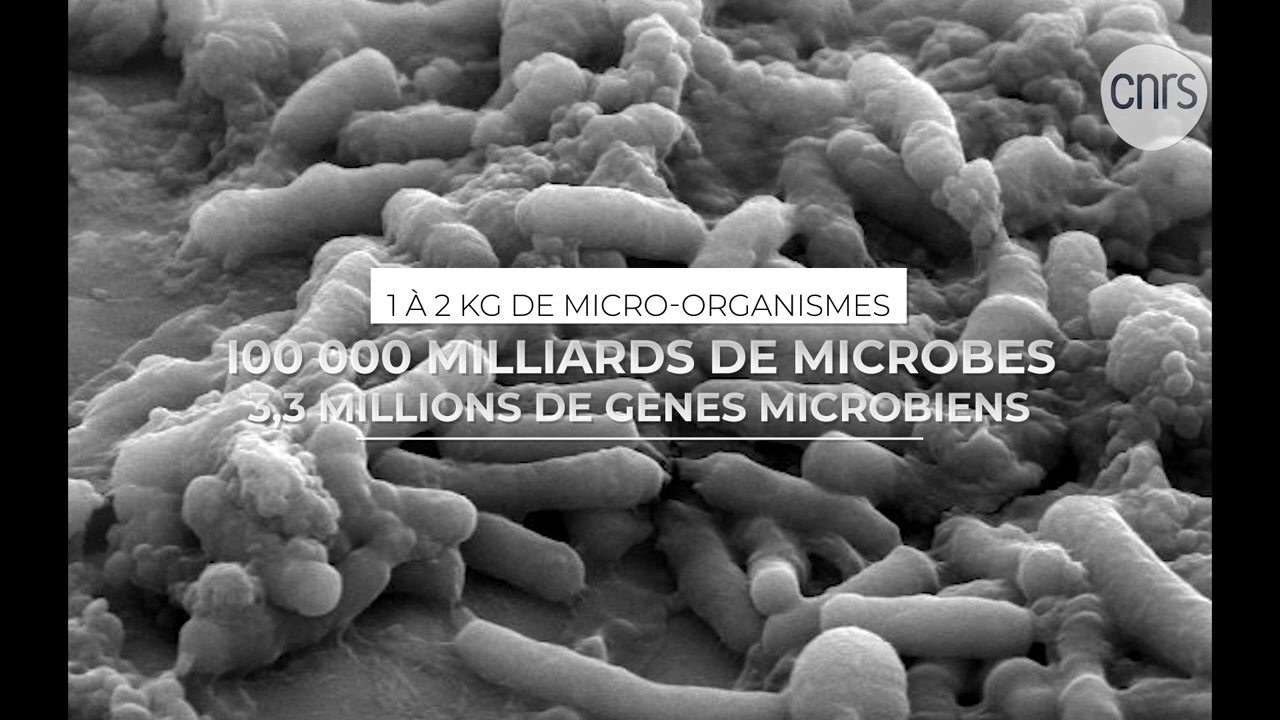 cnrs
1 À 2 KG DE MICRO-ORGANISMES
100 000 MILLIARDS DE MICROBES
3,3 MILLIONS DE GENES MICROBIENS